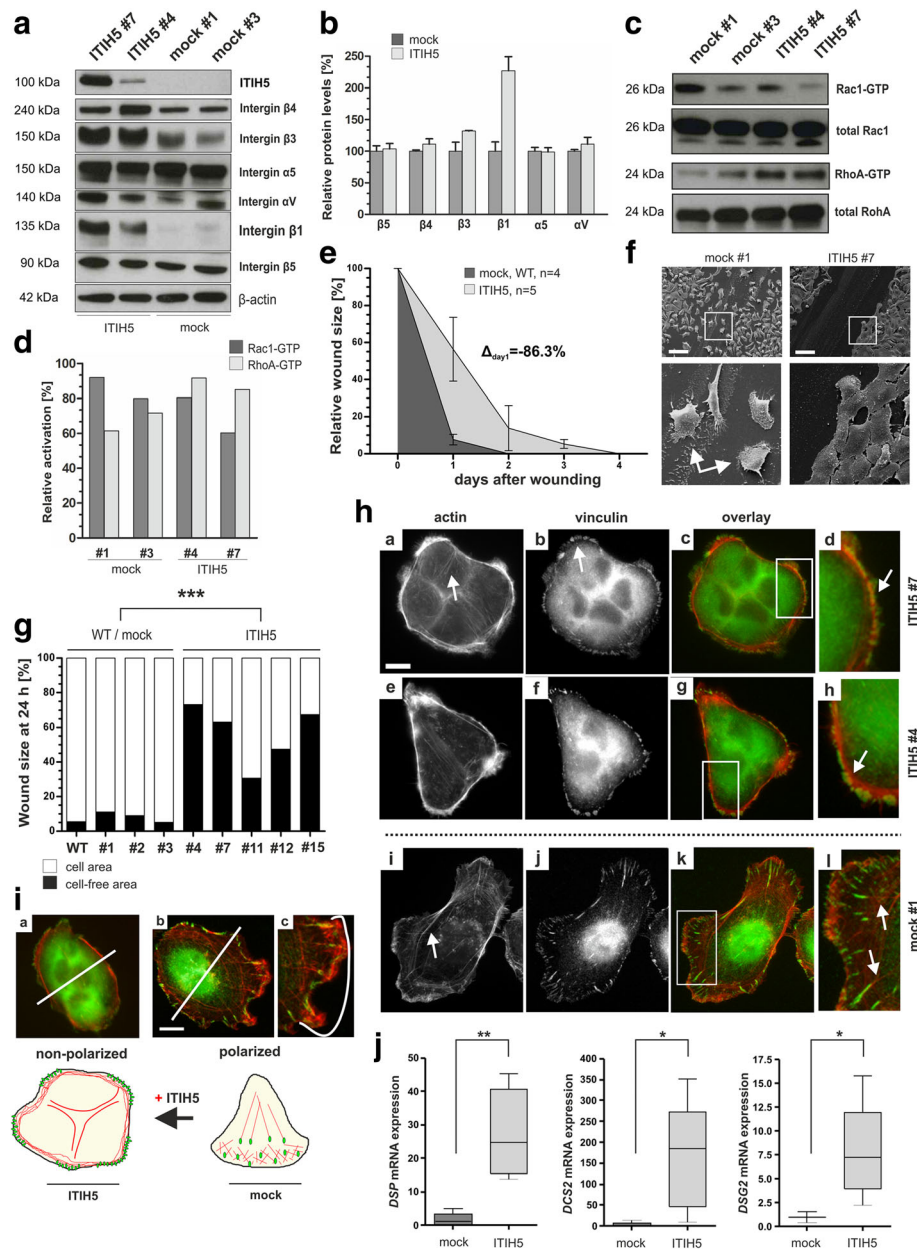 a
ITIH5 #7 ITIH5 #4 mock #1 mock #3
100 kDa ITIH5
240 kDa Intergin β4
150 kDa Intergin β3
150 kDa Intergin α5
140 kDa Intergin αV
135 kDa Intergin β1
90 kDa Intergin β5
42 kDa β-actin
ITIH5 mock
b
mock
ITIH5
Relative protein levels [%]
300
250
200
150
100
50
0
β5 β4 β3 β1 α5 αV
c
mock #1 mock #3 ITIH5 #4 ITIH5 #7
26 kDa Rac1-GTP
26 kDa total Rac1
24 kDa RhoA-GTP
24 kDa total RohA
d
Rac1-GTP
RhoA-GTP
Relative activation [%]
100
80
60
40
20
0
#1 #3 #4 #7
mock ITIH5
e
mock, WT, n=4
ITIH5, n=5
Δday1=-86.3%
Relative wound size [%]
100
80
60
40
20
0
0 1 2 3 4
days after wounding
f
mock #1 ITIH5 #7
g
***
WT / mock ITIH5
Wound size at 24 h [%]
100
80
60
40
20
0
WT #1 #2 #3 #4 #7 #11 #12 #15
cell area
cell-free area
h
actin vinculin overlay
a b c d
ITIH5 #7
e f g h
ITIH5 #4
i j k l
mock #1
i
a b c
non-polarized polarized
+ ITIH5
ITIH5 mock
j
**
DSP mRNA expression
50
40
30
20
10
0
mock ITIH5
*
DCS2 mRNA expression
500
450
400
350
300
250
200
150
100
50
0
mock ITIH5
*
DSG2 mRNA expression
17.5
15.0
12.5
10.0
7.5
5.0
2.5
0.0
mock ITIH5